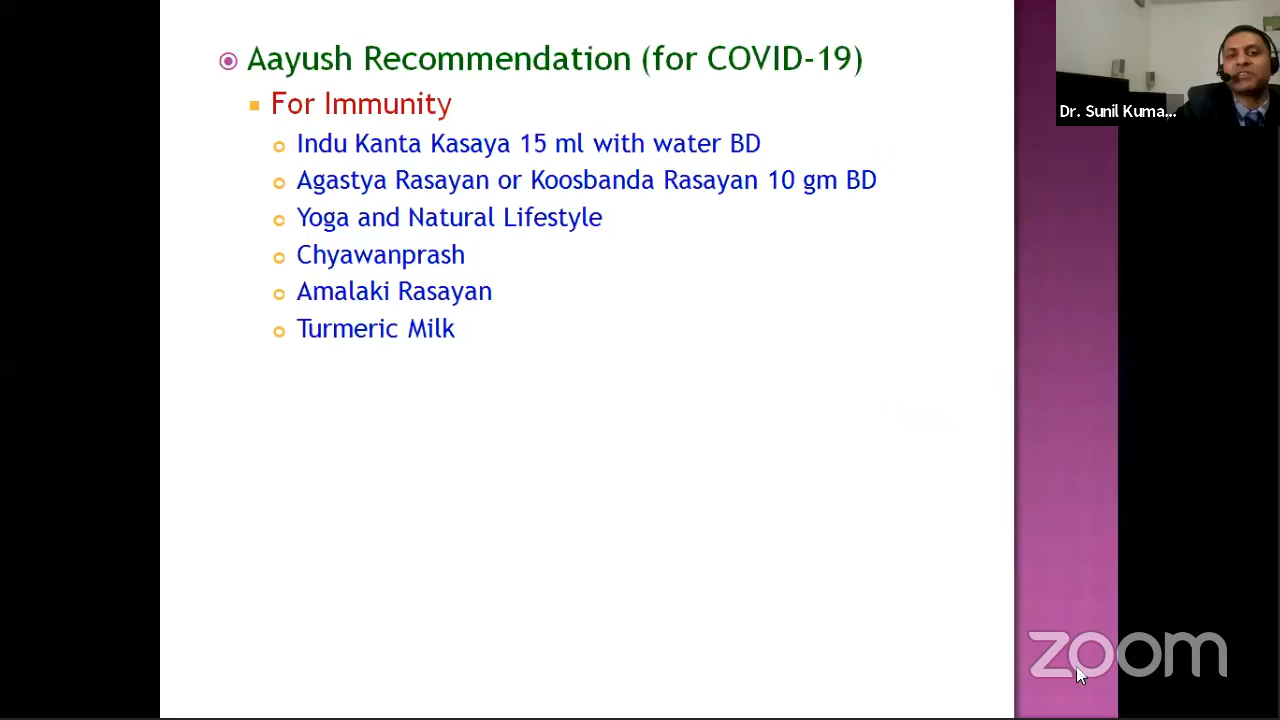 Aayush Recommendation (for COVID-19)
For Immunity
Indu Kanta Kasaya 15 ml with water BD
Agastya Rasayan or Koosbanda Rasayan 10 gm BD
Yoga and Natural Lifestyle
Chyawanprash
Amalaki Rasayan
Turmeric Milk
Dr. Sunil Kuma...
zoom